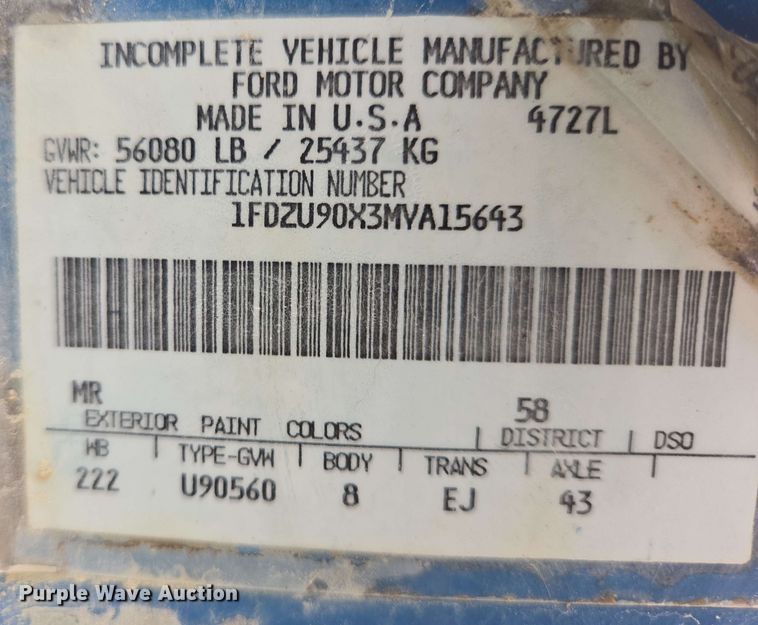 INCOMPLETE VEHICLE MANUFACTURED BY
FORD MOTOR COMPANY
MADE IN U.S.A 4727L
GVWR: 56080 LB / 25437 KG
VEHICLE IDENTIFICATION NUMBER
1FDZU90X3MVA15643
MR 58
EXTERIOR PAINT COLORS | DISTRICT | DSO
WB | TYPE-GVW | BODY | TRANS | AXLE |
222 U90560 8 EJ 43
Purple Wave Auction